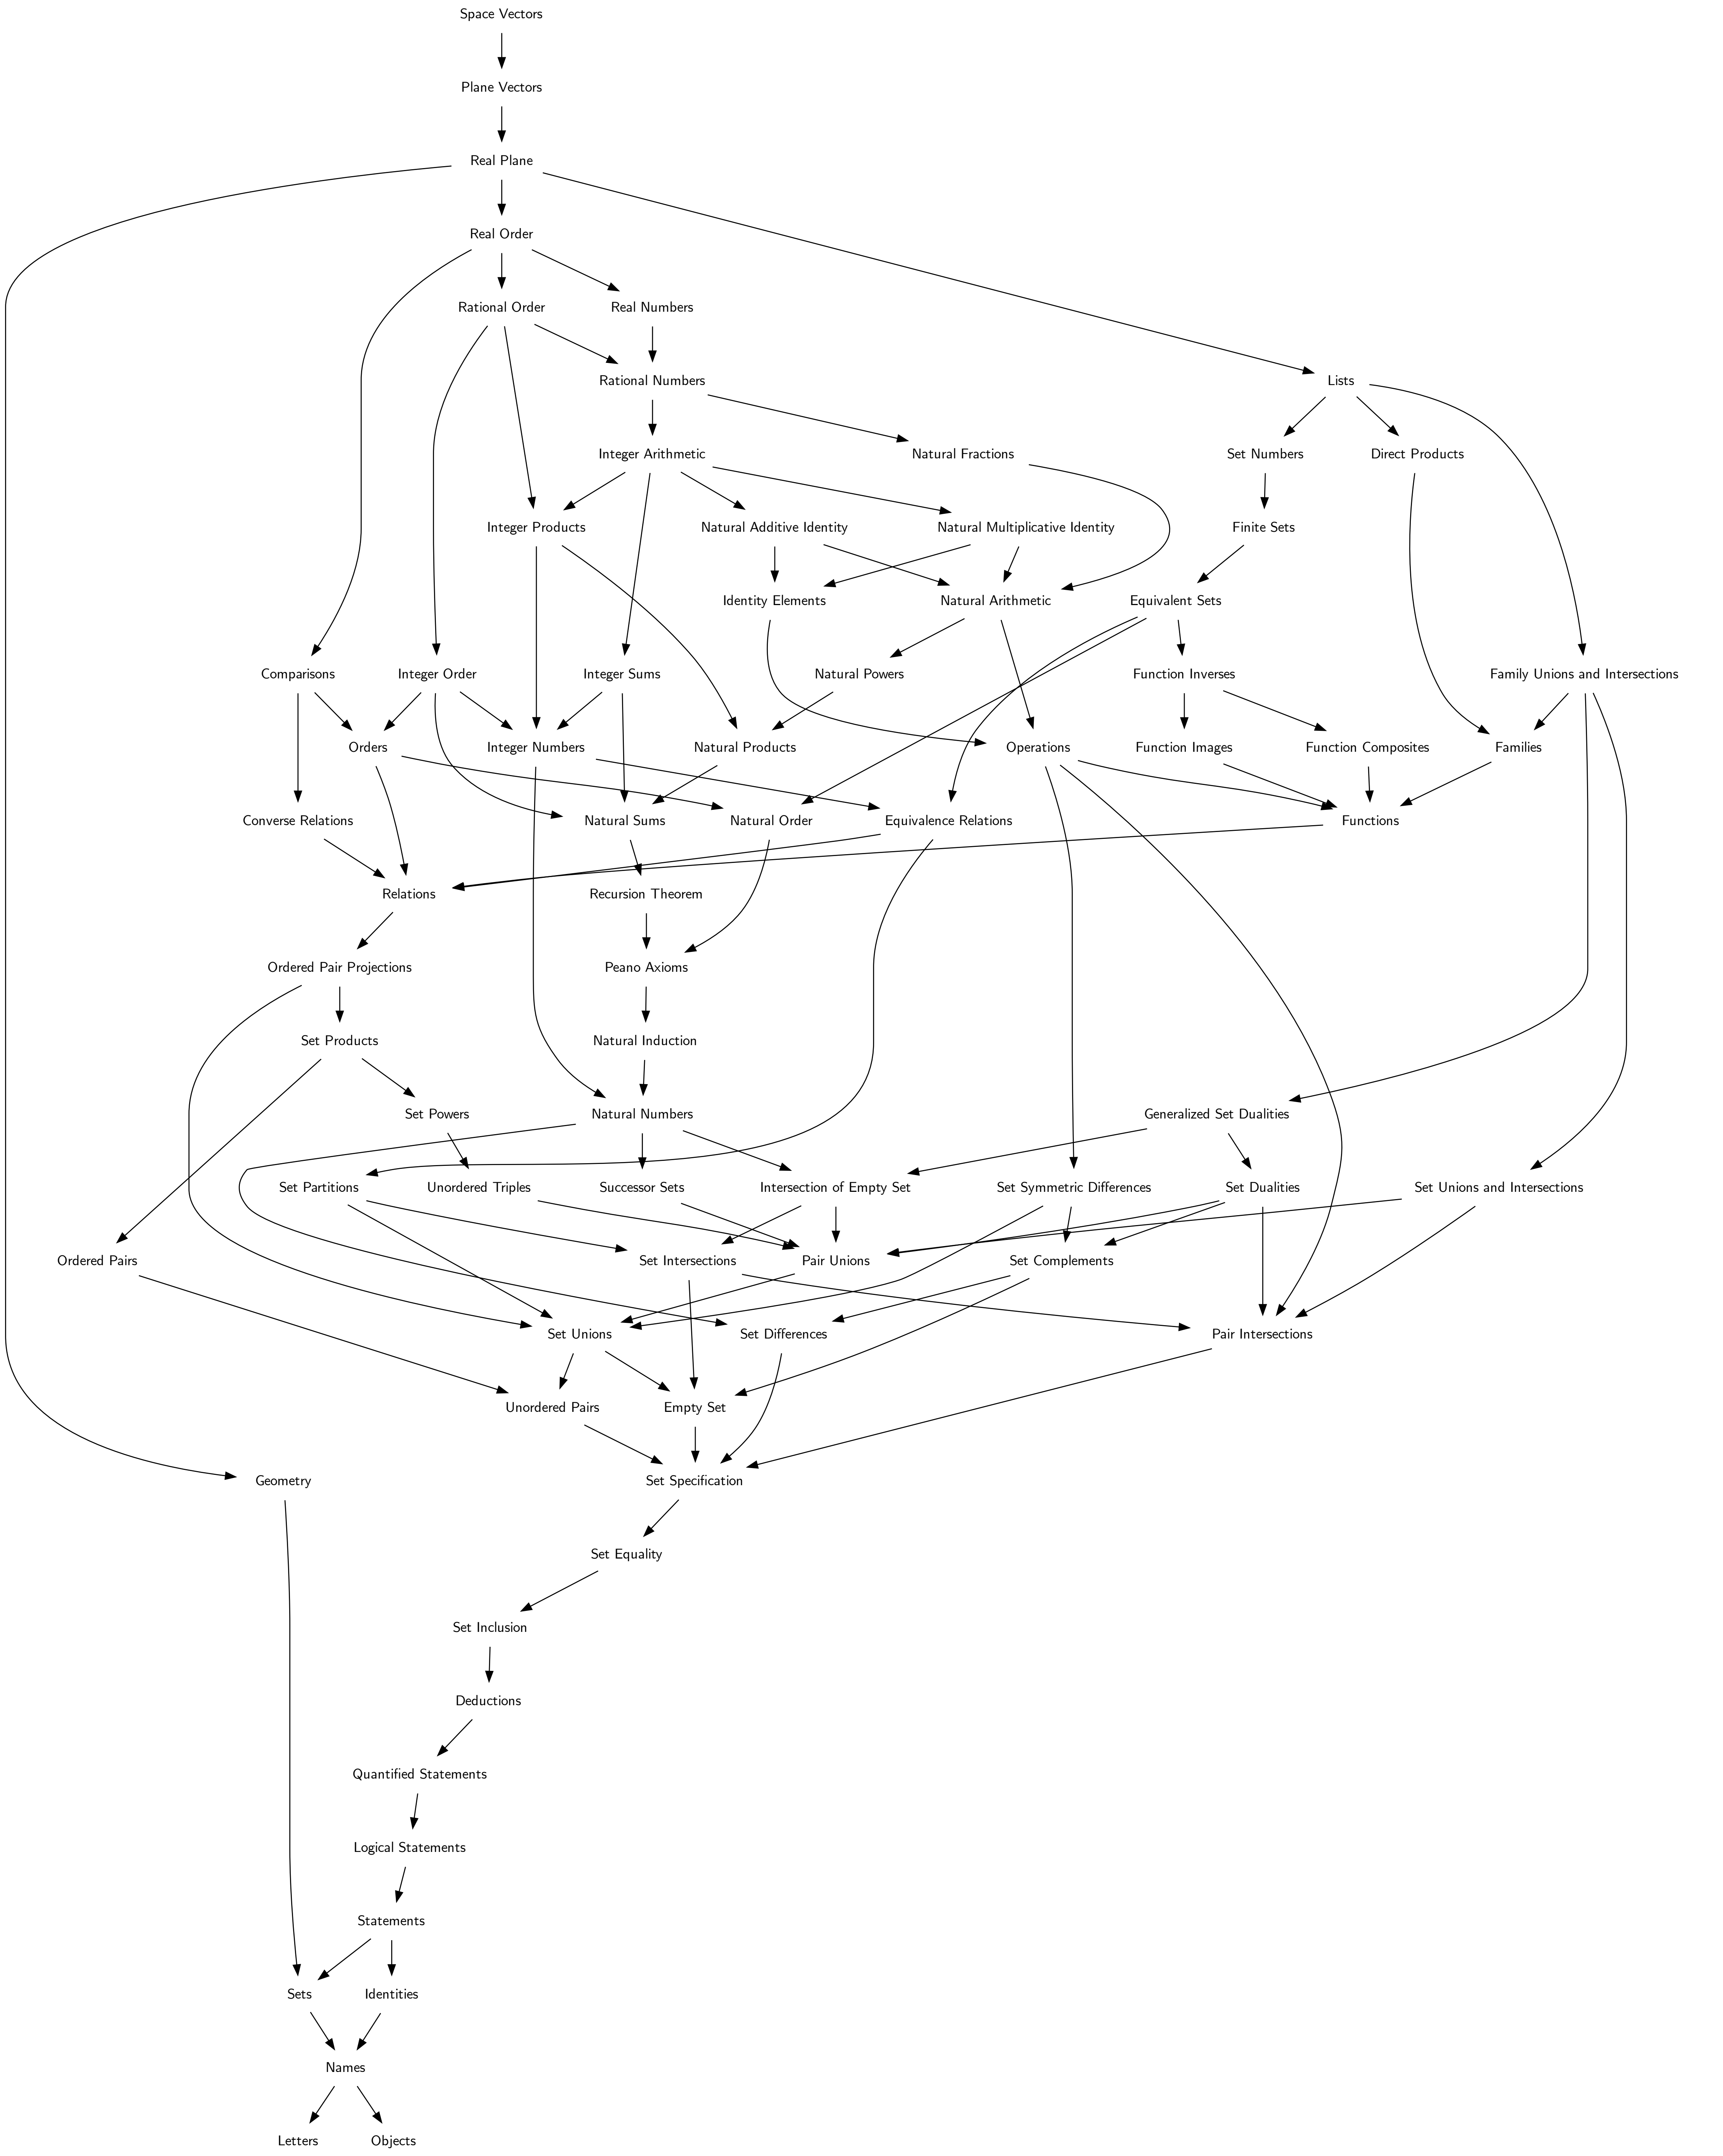 Space Vectors
Plane Vectors
Real Plane
Real Order
Rational Order
Real Numbers
Rational Numbers
Lists
Integer Arithmetic
Natural Fractions
Set Numbers
Direct Products
Integer Products
Natural Additive Identity
Natural Multiplicative Identity
Finite Sets
Identity Elements
Natural Arithmetic
Equivalent Sets
Comparisons
Integer Order
Integer Sums
Natural Powers
Function Inverses
Family Unions and Intersections
Orders
Integer Numbers
Natural Products
Operations
Function Images
Function Composites
Families
Converse Relations
Natural Sums
Natural Order
Equivalence Relations
Functions
Relations
Recursion Theorem
Ordered Pair Projections
Peano Axioms
Set Products
Natural Induction
Set Powers
Natural Numbers
Generalized Set Dualities
Set Partitions
Unordered Triples
Successor Sets
Intersection of Empty Set
Set Symmetric Differences
Set Dualities
Set Unions and Intersections
Ordered Pairs
Set Intersections
Pair Unions
Set Complements
Set Unions
Set Differences
Pair Intersections
Unordered Pairs
Empty Set
Geometry
Set Specification
Set Equality
Set Inclusion
Deductions
Quantified Statements
Logical Statements
Statements
Sets
Identities
Names
Letters
Objects